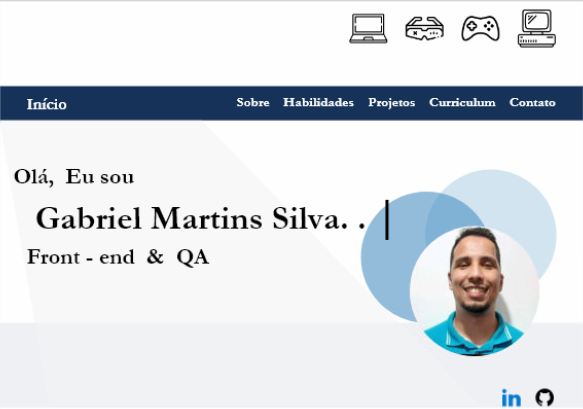 Início
Sobre Habilidades Projetos Curriculum Contato
Olá, Eu sou
Gabriel Martins Silva. . |
Front - end & QA
in